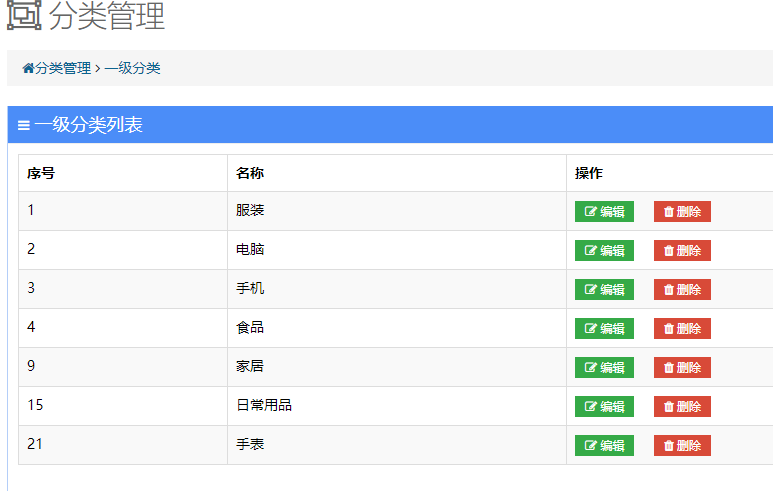 分类管理
分类管理 > 一级分类
一级分类列表
序号 名称 操作
1 服装 编辑 删除
2 电脑 编辑 删除
3 手机 编辑 删除
4 食品 编辑 删除
9 家居 编辑 删除
15 日常用品 编辑 删除
21 手表 编辑 删除